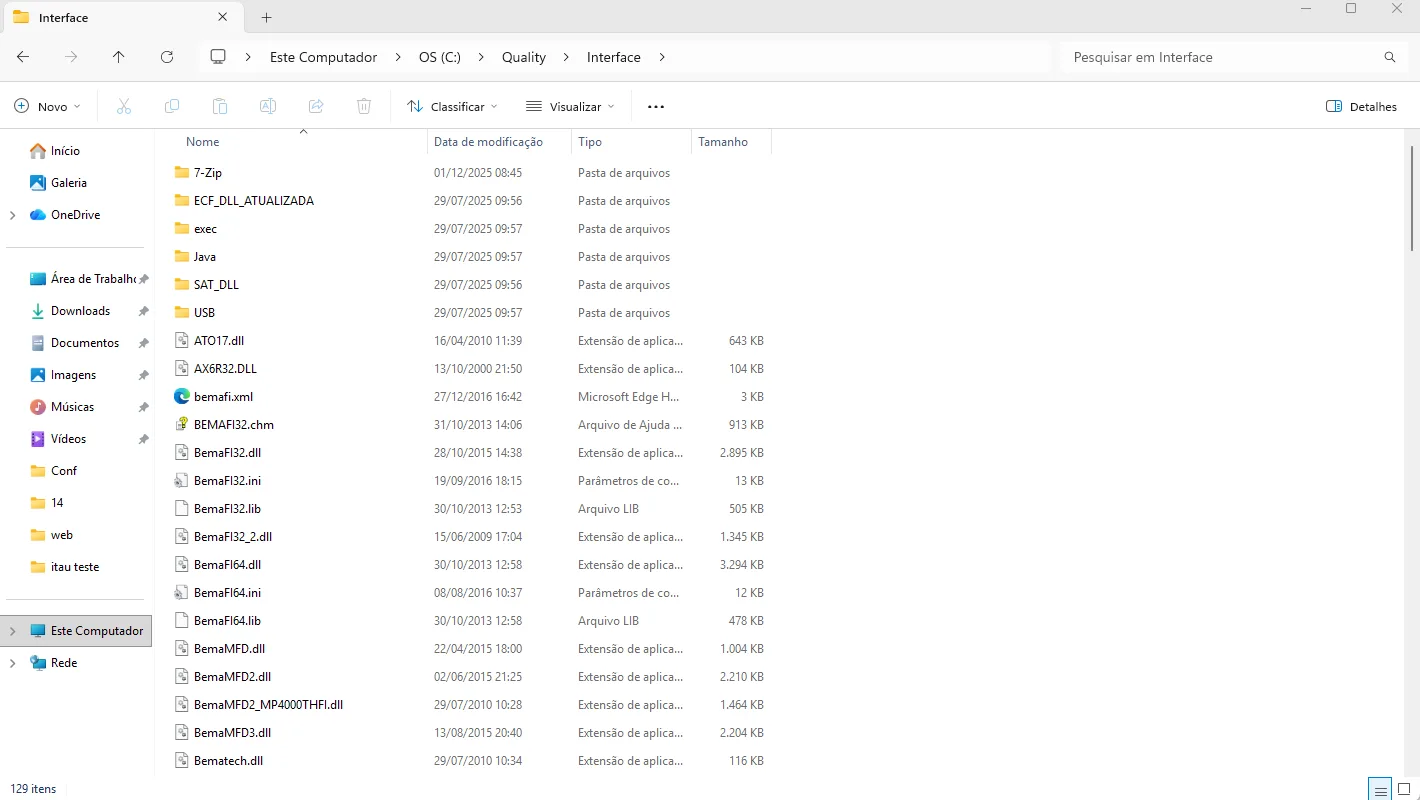 Interface
Este Computador > OS (C:) > Quality > Interface >
Pesquisar em Interface
Novo
Classificar
Visualizar
Detalhes
Início
Galeria
OneDrive
Área de Trabalho
Downloads
Documentos
Imagens
Músicas
Vídeos
Conf
14
web
itau teste
Este Computador
Rede
Nome Data de modificação Tipo Tamanho
7-Zip 01/12/2025 08:45 Pasta de arquivos
ECF_DLL_ATUALIZADA 29/07/2025 09:56 Pasta de arquivos
exec 29/07/2025 09:57 Pasta de arquivos
Java 29/07/2025 09:57 Pasta de arquivos
SAT_DLL 29/07/2025 09:56 Pasta de arquivos
USB 29/07/2025 09:57 Pasta de arquivos
ATO17.dll 16/04/2010 11:39 Extensão de aplica... 643 KB
AX6R32.DLL 13/10/2000 21:50 Extensão de aplica... 104 KB
bemafi.xml 27/12/2016 16:42 Microsoft Edge H... 3 KB
BEMAFI32.chm 31/10/2013 14:06 Arquivo de Ajuda ... 913 KB
BemaFI32.dll 28/10/2015 14:38 Extensão de aplica... 2.895 KB
BemaFI32.ini 19/09/2016 18:15 Parâmetros de co... 13 KB
BemaFI32.lib 30/10/2013 12:53 Arquivo LIB 505 KB
BemaFI32_2.dll 15/06/2009 17:04 Extensão de aplica... 1.345 KB
BemaFI64.dll 30/10/2013 12:58 Extensão de aplica... 3.294 KB
BemaFI64.ini 08/08/2016 10:37 Parâmetros de co... 12 KB
BemaFI64.lib 30/10/2013 12:58 Arquivo LIB 478 KB
BemaMFD.dll 22/04/2015 18:00 Extensão de aplica... 1.004 KB
BemaMFD2.dll 02/06/2015 21:25 Extensão de aplica... 2.210 KB
BemaMFD2_MP4000THFI.dll 29/07/2010 10:28 Extensão de aplica... 1.464 KB
BemaMFD3.dll 13/08/2015 20:40 Extensão de aplica... 2.204 KB
Bematech.dll 29/07/2010 10:34 Extensão de aplica... 116 KB
129 itens